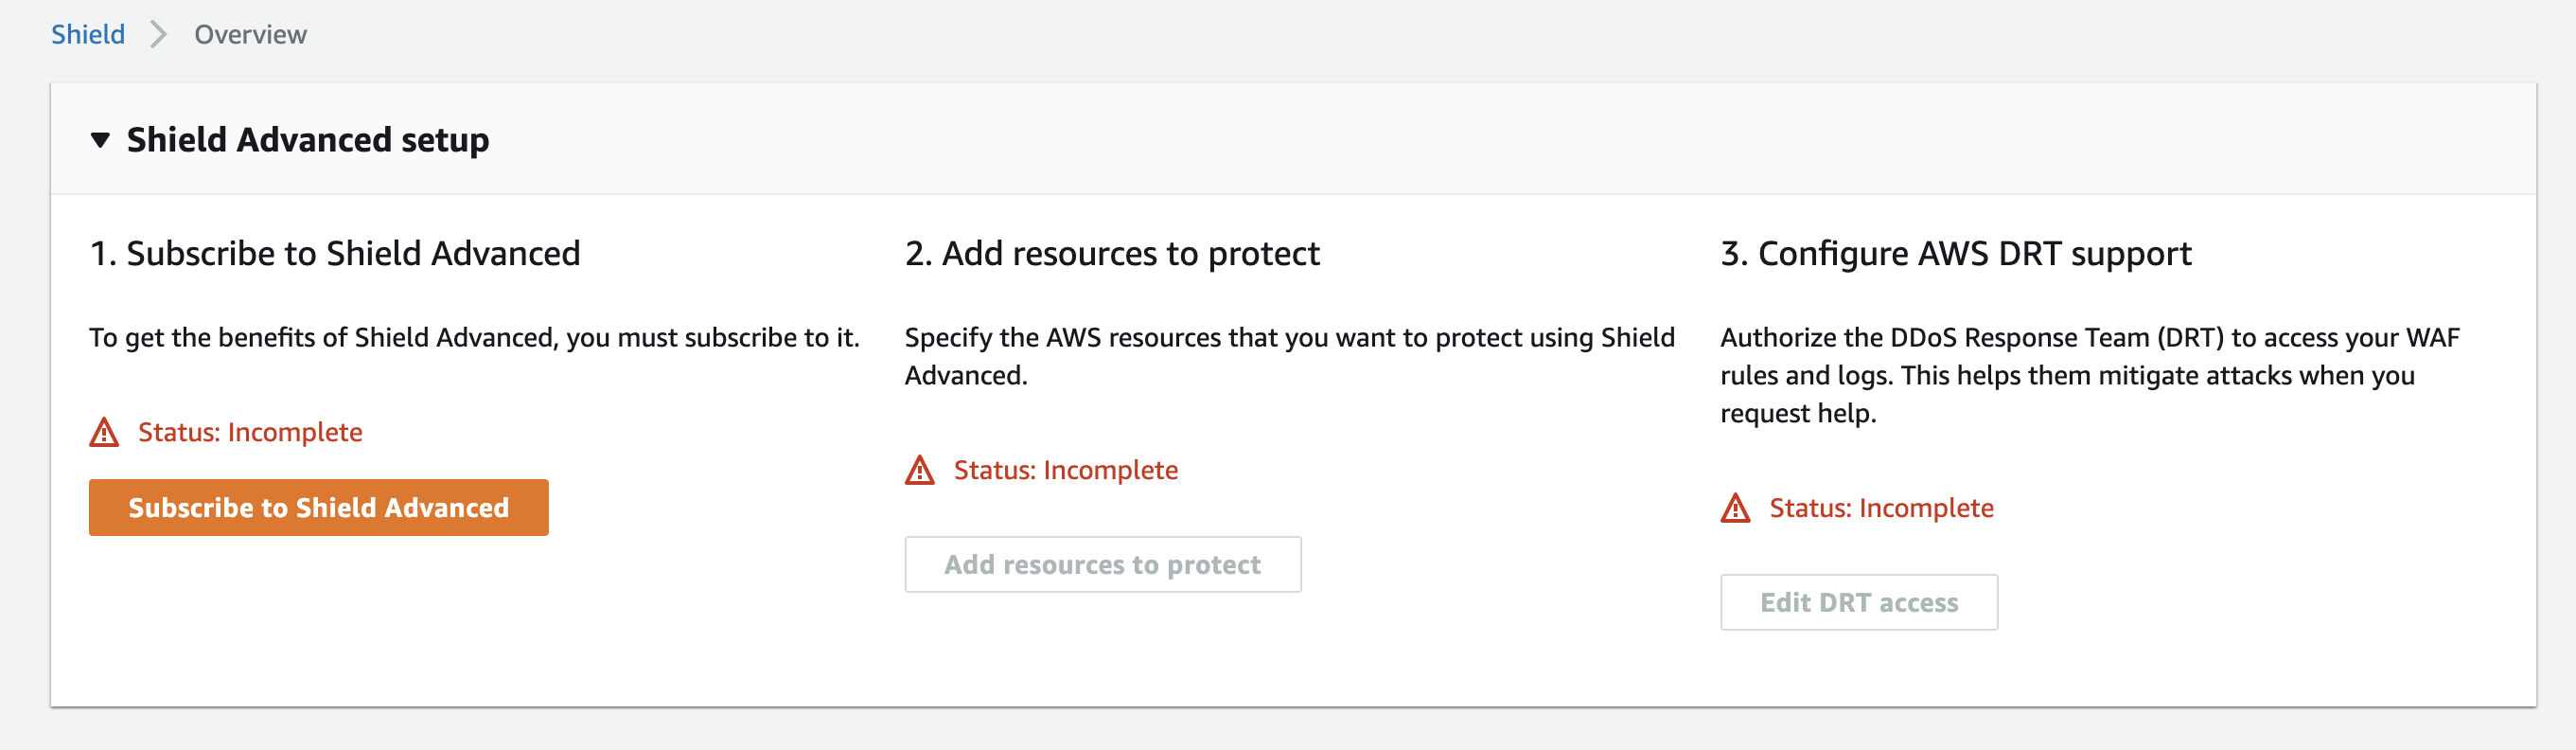 Shield
Overview
Shield Advanced setup
1. Subscribe to Shield Advanced
To get the benefits of Shield Advanced, you must subscribe to it.
Status: Incomplete
Subscribe to Shield Advanced
2. Add resources to protect
Specify the AWS resources that you want to protect using Shield
Advanced.
Status: Incomplete
Add resources to protect
3. Configure AWS DRT support
Authorize the DDoS Response Team (DRT) to access your WAF
rules and logs. This helps them mitigate attacks when you
request help.
Status: Incomplete
Edit DRT access